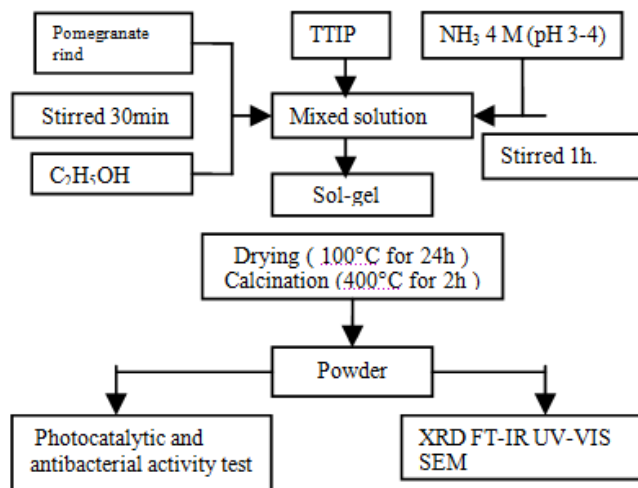 Pomegranate
rind
TTIP
NH₃ 4 M (pH 3-4)
Stirred 30min
Mixed solution
C₂H₅OH
Stirred 1h.
Sol-gel
Drying ( 100°C for 24h )
Calcination (400°C for 2h )
Powder
Photocatalytic and
antibacterial activity test
XRD FT-IR UV-VIS
SEM